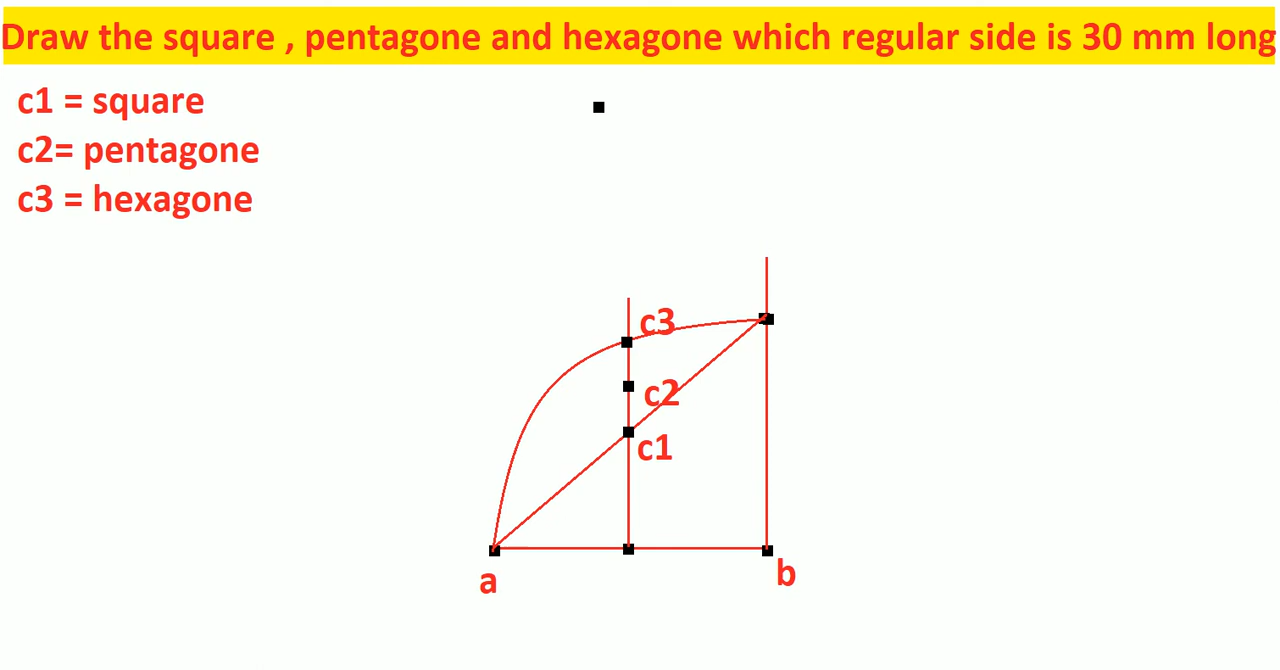 Draw the square , pentagone and hexagone which regular side is 30 mm long
c1 = square
c2= pentagone
c3 = hexagone
c3
c2
c1
a
b